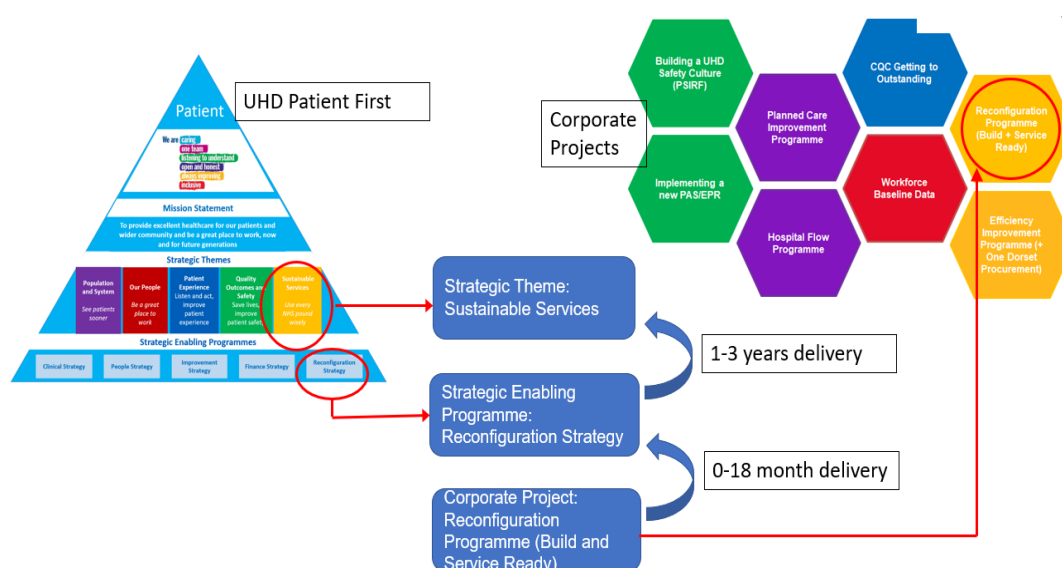 UHD Patient First
Patient
We are caring
one team
listening to understand
open and honest
always improving
inclusive
Mission Statement
To provide excellent healthcare for our patients and
wider community and be a great place to work, now
and for future generations
Strategic Themes
Population
and System
See patients
sooner
Our People
Be a great
place to
work
Patient
Experience
Listen and act,
improve
patient
experience
Quality
Outcomes and
Safety
Save lives,
improve
patient safety
Sustainable
Services
Use every
NHS pound
wisely
Strategic Enabling Programmes
Clinical Strategy
People Strategy
Improvement
Strategy
Finance Strategy
Reconfiguration
Strategy
Corporate
Projects
Building a UHD
Safety Culture
(PSIRF)
Planned Care
Improvement
Programme
CQC Getting to
Outstanding
Reconfiguration
Programme
(Build + Service
Ready)
Implementing a
new PAS/EPR
Hospital Flow
Programme
Workforce
Baseline Data
Efficiency
Improvement
Programme (+
One Dorset
Procurement)
Strategic Theme:
Sustainable Services
1-3 years delivery
Strategic Enabling
Programme:
Reconfiguration Strategy
0-18 month delivery
Corporate Project:
Reconfiguration
Programme (Build and
Service Ready)